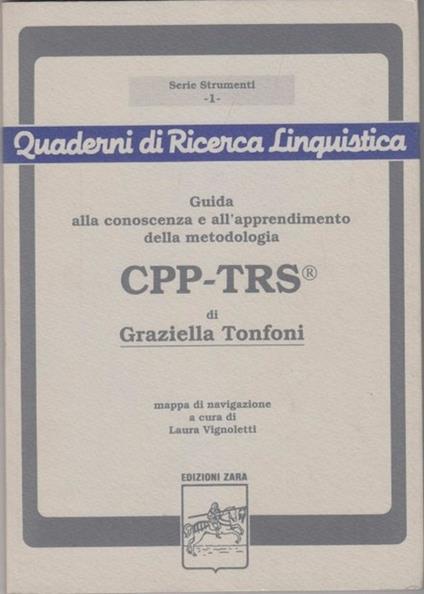 Serie Strumenti
-1-
Quaderni di Ricerca Linguistica
Guida
alla conoscenza e all'apprendimento
della metodologia
CPP-TRS®
di
Graziella Tonfoni
mappa di navigazione
a cura di
Laura Vignoletti
EDIZIONI ZARA